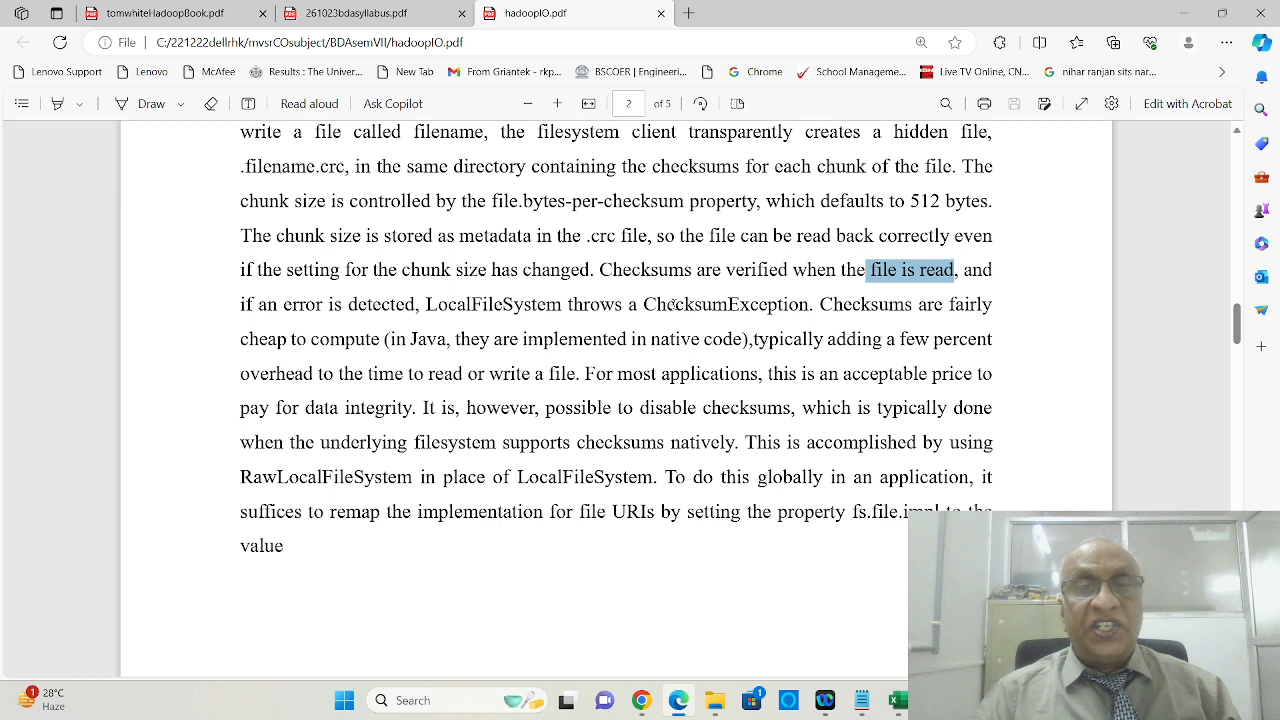 tomwhiteHadoopBook.pdf
261023bdasyllabus.pdf
hadoopIO.pdf
File
C:/221222dellrhk/mvsrCOsubject/BDAsemVII/hadoopIO.pdf
Lenovo Support
Lenovo
McAfee
Results : The Univer...
New Tab
From Griantek - rkp...
BSCOER | Engineeri...
Chrome
School Manageme...
Live TV Online, CN...
nihar ranjan sits nar...
Draw
Read aloud
Ask Copilot
2 of 5
Edit with Acrobat
write a file called filename, the filesystem client transparently creates a hidden file,
.filename.crc, in the same directory containing the checksums for each chunk of the file. The
chunk size is controlled by the file.bytes-per-checksum property, which defaults to 512 bytes.
The chunk size is stored as metadata in the .crc file, so the file can be read back correctly even
if the setting for the chunk size has changed. Checksums are verified when the file is read, and
if an error is detected, LocalFileSystem throws a ChecksumException. Checksums are fairly
cheap to compute (in Java, they are implemented in native code),typically adding a few percent
overhead to the time to read or write a file. For most applications, this is an acceptable price to
pay for data integrity. It is, however, possible to disable checksums, which is typically done
when the underlying filesystem supports checksums natively. This is accomplished by using
RawLocalFileSystem in place of LocalFileSystem. To do this globally in an application, it
suffices to remap the implementation for file URIs by setting the property fs.file.impl to the
value
28°C
Haze
Search